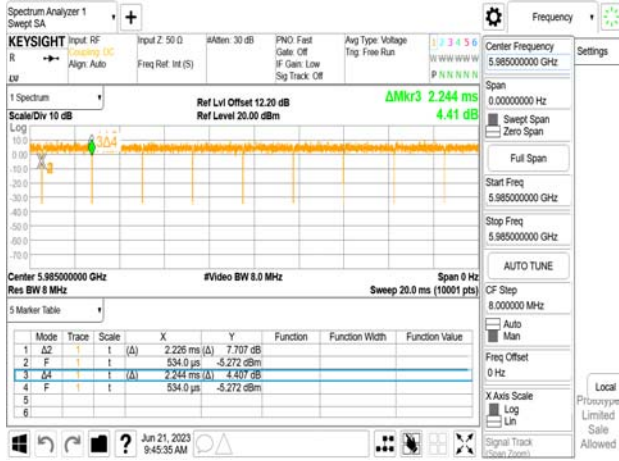 Spectrum Analyzer 1
Swept SA
+
Frequency
KEYSIGHT
Input: RF
Coupling: DC
Align: Auto
Input Z: 50 Ω
Freq Ref: Int (S)
#Atten: 30 dB
PNO: Fast
Gate: Off
IF Gain: Low
Sig Track: Off
Avg Type: Voltage
Trig: Free Run
1 2 3 4 5 6
W W W W W W
P N N N N N
R
Settings
Center Frequency
5.985000000 GHz
Span
0.00000000 Hz
Swept Span
Zero Span
Full Span
Start Freq
5.985000000 GHz
Stop Freq
5.985000000 GHz
AUTO TUNE
CF Step
8.000000 MHz
Auto
Man
Freq Offset
0 Hz
X Axis Scale
Log
Lin
Signal Track
(Span Zoom)
Local
Prototype
Limited
Sale
Allowed
1 Spectrum
Scale/Div 10 dB
Ref Lvl Offset 12.20 dB
Ref Level 20.00 dBm
ΔMkr3 2.244 ms
4.41 dB
Log
10.0
0.00
-10.0
-20.0
-30.0
-40.0
-50.0
-60.0
-70.0
3Δ4
Center 5.985000000 GHz
Res BW 8 MHz
#Video BW 8.0 MHz
Span 0 Hz
Sweep 20.0 ms (10001 pts)
5 Marker Table
Mode Trace Scale X Y Function Function Width Function Value
1 Δ2 1 t (Δ) 2.226 ms (Δ) 7.707 dB
2 F 1 t 534.0 µs -5.272 dBm
3 Δ4 1 t (Δ) 2.244 ms (Δ) 4.407 dB
4 F 1 t 534.0 µs -5.272 dBm
5
6
?
Jun 21, 2023
9:45:35 AM